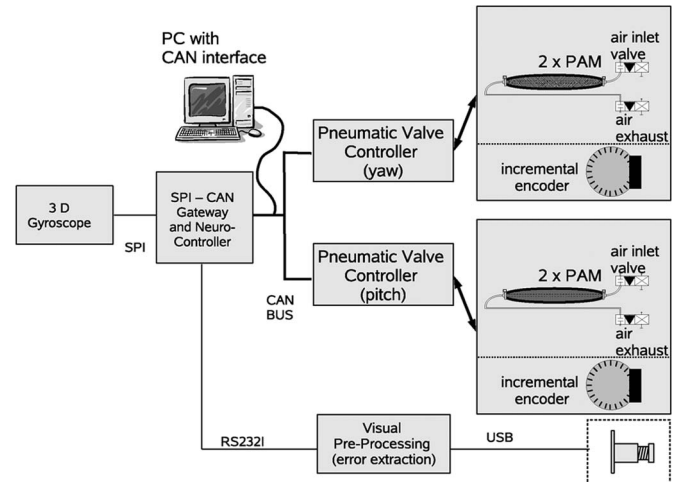 PC with
CAN interface
2 x PAM
air inlet
valve
air
exhaust
incremental
encoder
Pneumatic Valve
Controller
(yaw)
3 D
Gyroscope
SPI
SPI – CAN
Gateway
and Neuro-
Controller
CAN
BUS
Pneumatic Valve
Controller
(pitch)
2 x PAM
air inlet
valve
air
exhaust
incremental
encoder
RS232I
Visual
Pre-Processing
(error extraction)
USB